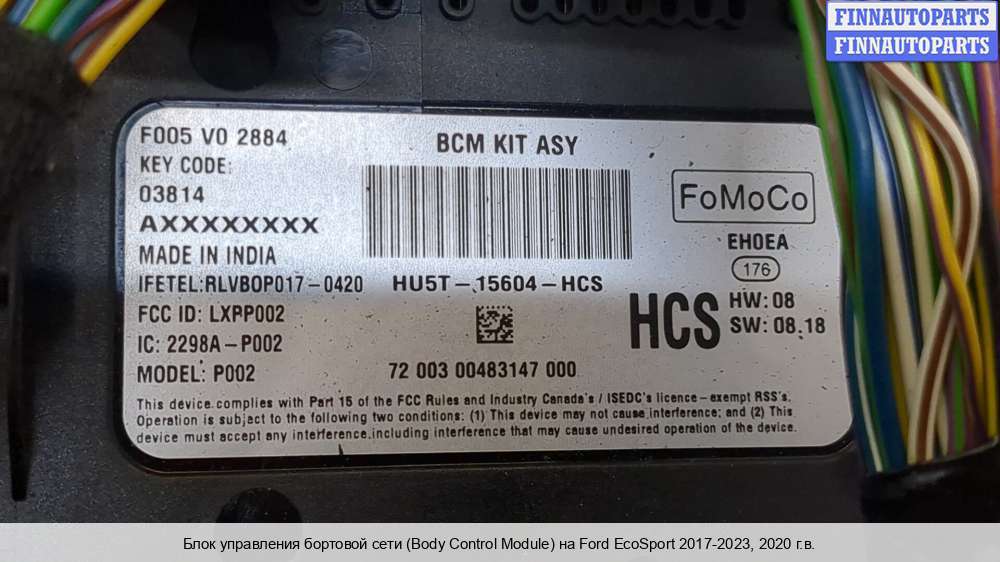 FINNAUTOPARTS
FINNAUTOPARTS
F005 V0 2884
KEY CODE:
03814
AXXXXXXXX
MADE IN INDIA
IFETEL:RLVBOP017-0420
FCC ID: LXPP002
IC: 2298A-P002
MODEL: P002
BCM KIT ASY
HU5T-15604-HCS
72 003 00483147 000
FoMoCo
EH0EA
176
HCS
HW: 08
SW: 08.18
This device complies with Part 15 of the FCC Rules and Industry Canada's / ISEDC's licence-exempt RSS's.
Operation is subject to the following two conditions: (1) This device may not cause interference; and (2) This
device must accept any interference, including interference that may cause undesired operation of the device.
Блок управления бортовой сети (Body Control Module) на Ford EcoSport 2017-2023, 2020 г.в.